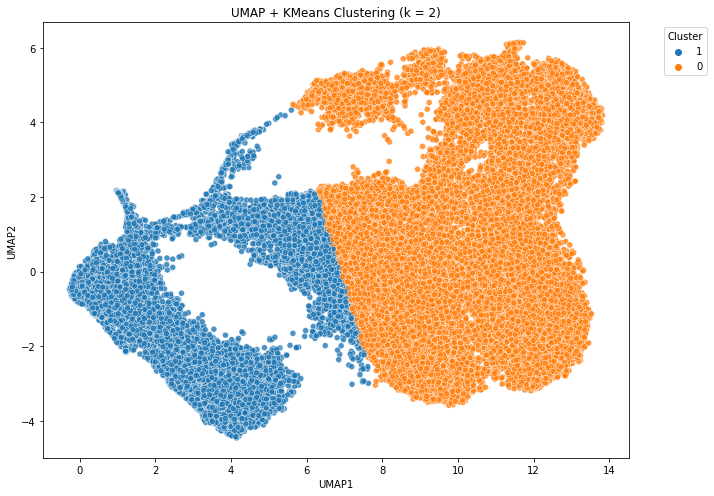 UMAP + KMeans Clustering (k = 2)
Cluster
1
0
UMAP2
6
4
2
0
−2
−4
0 2 4 6 8 10 12 14
UMAP1